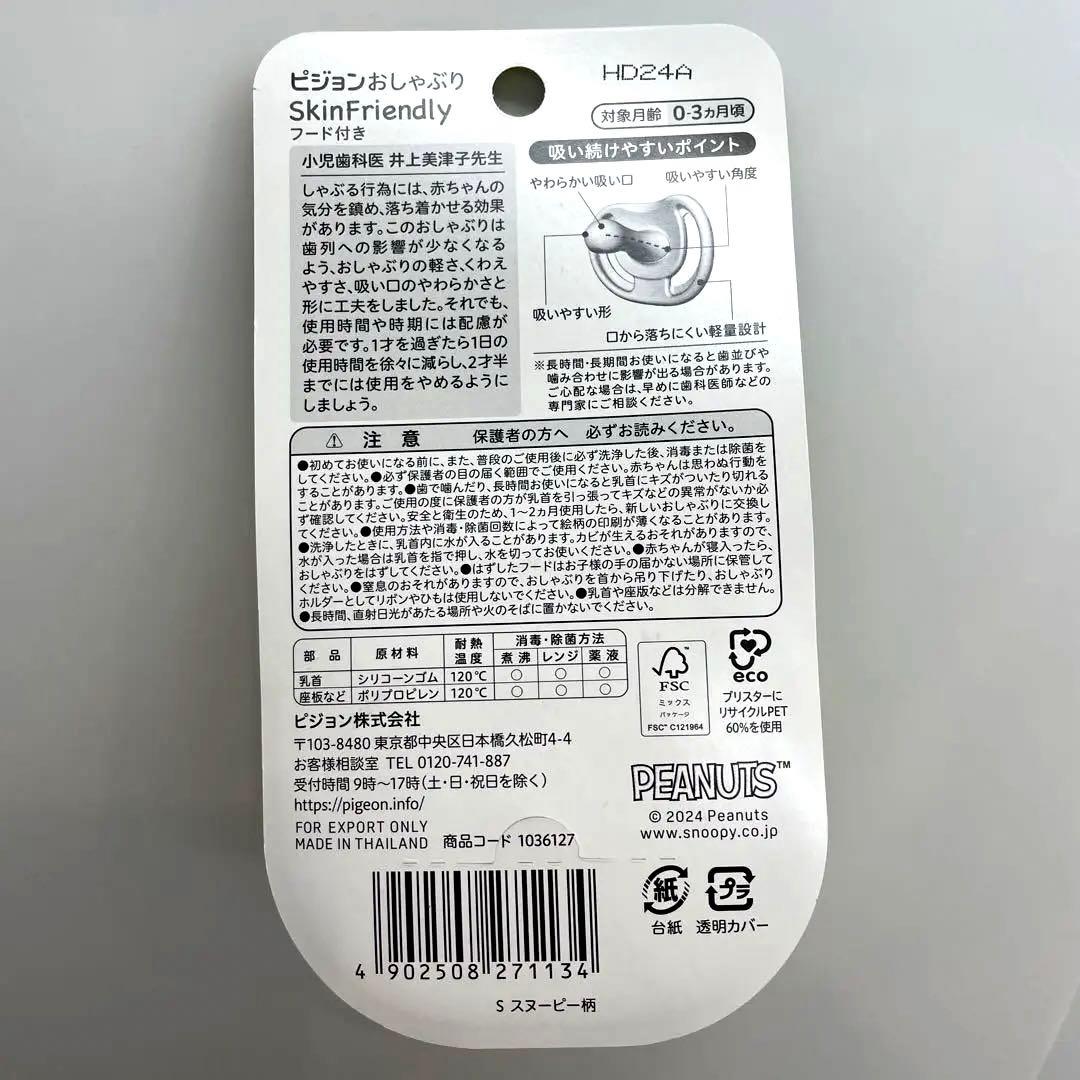 ピジョンおしゃぶり
SkinFriendly
フード付き
HD24A
対象月齢 0-3ヵ月頃
小児歯科医 井上美津子先生
しゃぶる行為には、赤ちゃんの
気分を鎮め、落ち着かせる効果
があります。このおしゃぶりは
歯列への影響が少なくなる
よう、おしゃぶりの軽さ、くわえ
やすさ、吸い口のやわらかさと
形に工夫をしました。それでも、
使用時間や時期には配慮が
必要です。1才を過ぎたら1日の
使用時間を徐々に減らし、2才半
までには使用をやめるように
しましょう。
吸い続けやすいポイント
やわらかい吸い口
吸いやすい角度
吸いやすい形
口から落ちにくい軽量設計
※長時間・長期間お使いになると歯並びや
噛み合わせに影響が出る場合があります。
ご心配な場合は、早めに歯科医師などの
専門家にご相談ください。
⚠ 注意 保護者の方へ 必ずお読みください。
●初めてお使いになる前に、また、普段のご使用後に必ず洗浄した後、消毒または除菌を
してください。●必ず保護者の目の届く範囲でご使用ください。赤ちゃんは思わぬ行動を
することがあります。●歯で噛んだり、長時間お使いになると乳首にキズがついたり切れる
ことがあります。ご使用の度に保護者の方が乳首を引っ張ってキズなどの異常がないか必
ず確認してください。安全と衛生のため、1〜2ヵ月使用したら、新しいおしゃぶりに交換し
てください。●使用方法や消毒・除菌回数によって絵柄の印刷が薄くなることがあります。
●洗浄したときに、乳首内に水が入ることがあります。カビが生えるおそれがありますので、
水が入った場合は乳首を指で押し、水を切ってお使いください。●赤ちゃんが寝入ったら、
おしゃぶりをはずしてください。●はずしたフードはお子様の手の届かない場所に保管して
ください。●窒息のおそれがありますので、おしゃぶりを首から吊り下げたり、おしゃぶり
ホルダーとしてリボンやひもは使用しないでください。●乳首や座版などは分解できません。
●長時間、直射日光があたる場所や火のそばに置かないでください。
部品 原材料 耐熱温度 消毒・除菌方法
煮沸 レンジ 薬液
乳首 シリコーンゴム 120℃ ○ ○ ○
座板など ポリプロピレン 120℃ ○ ○ ○
FSC
ミックス
パッケージ
FSC™ C121964
eco
ブリスターに
リサイクルPET
60%を使用
ピジョン株式会社
〒103-8480 東京都中央区日本橋久松町4-4
お客様相談室 TEL 0120-741-887
受付時間 9時〜17時(土・日・祝日を除く)
https://pigeon.info/
FOR EXPORT ONLY
MADE IN THAILAND 商品コード 1036127
PEANUTS™
© 2024 Peanuts
www.snoopy.co.jp
紙 プラ
台紙 透明カバー
4 902508 271134
S スヌーピー柄